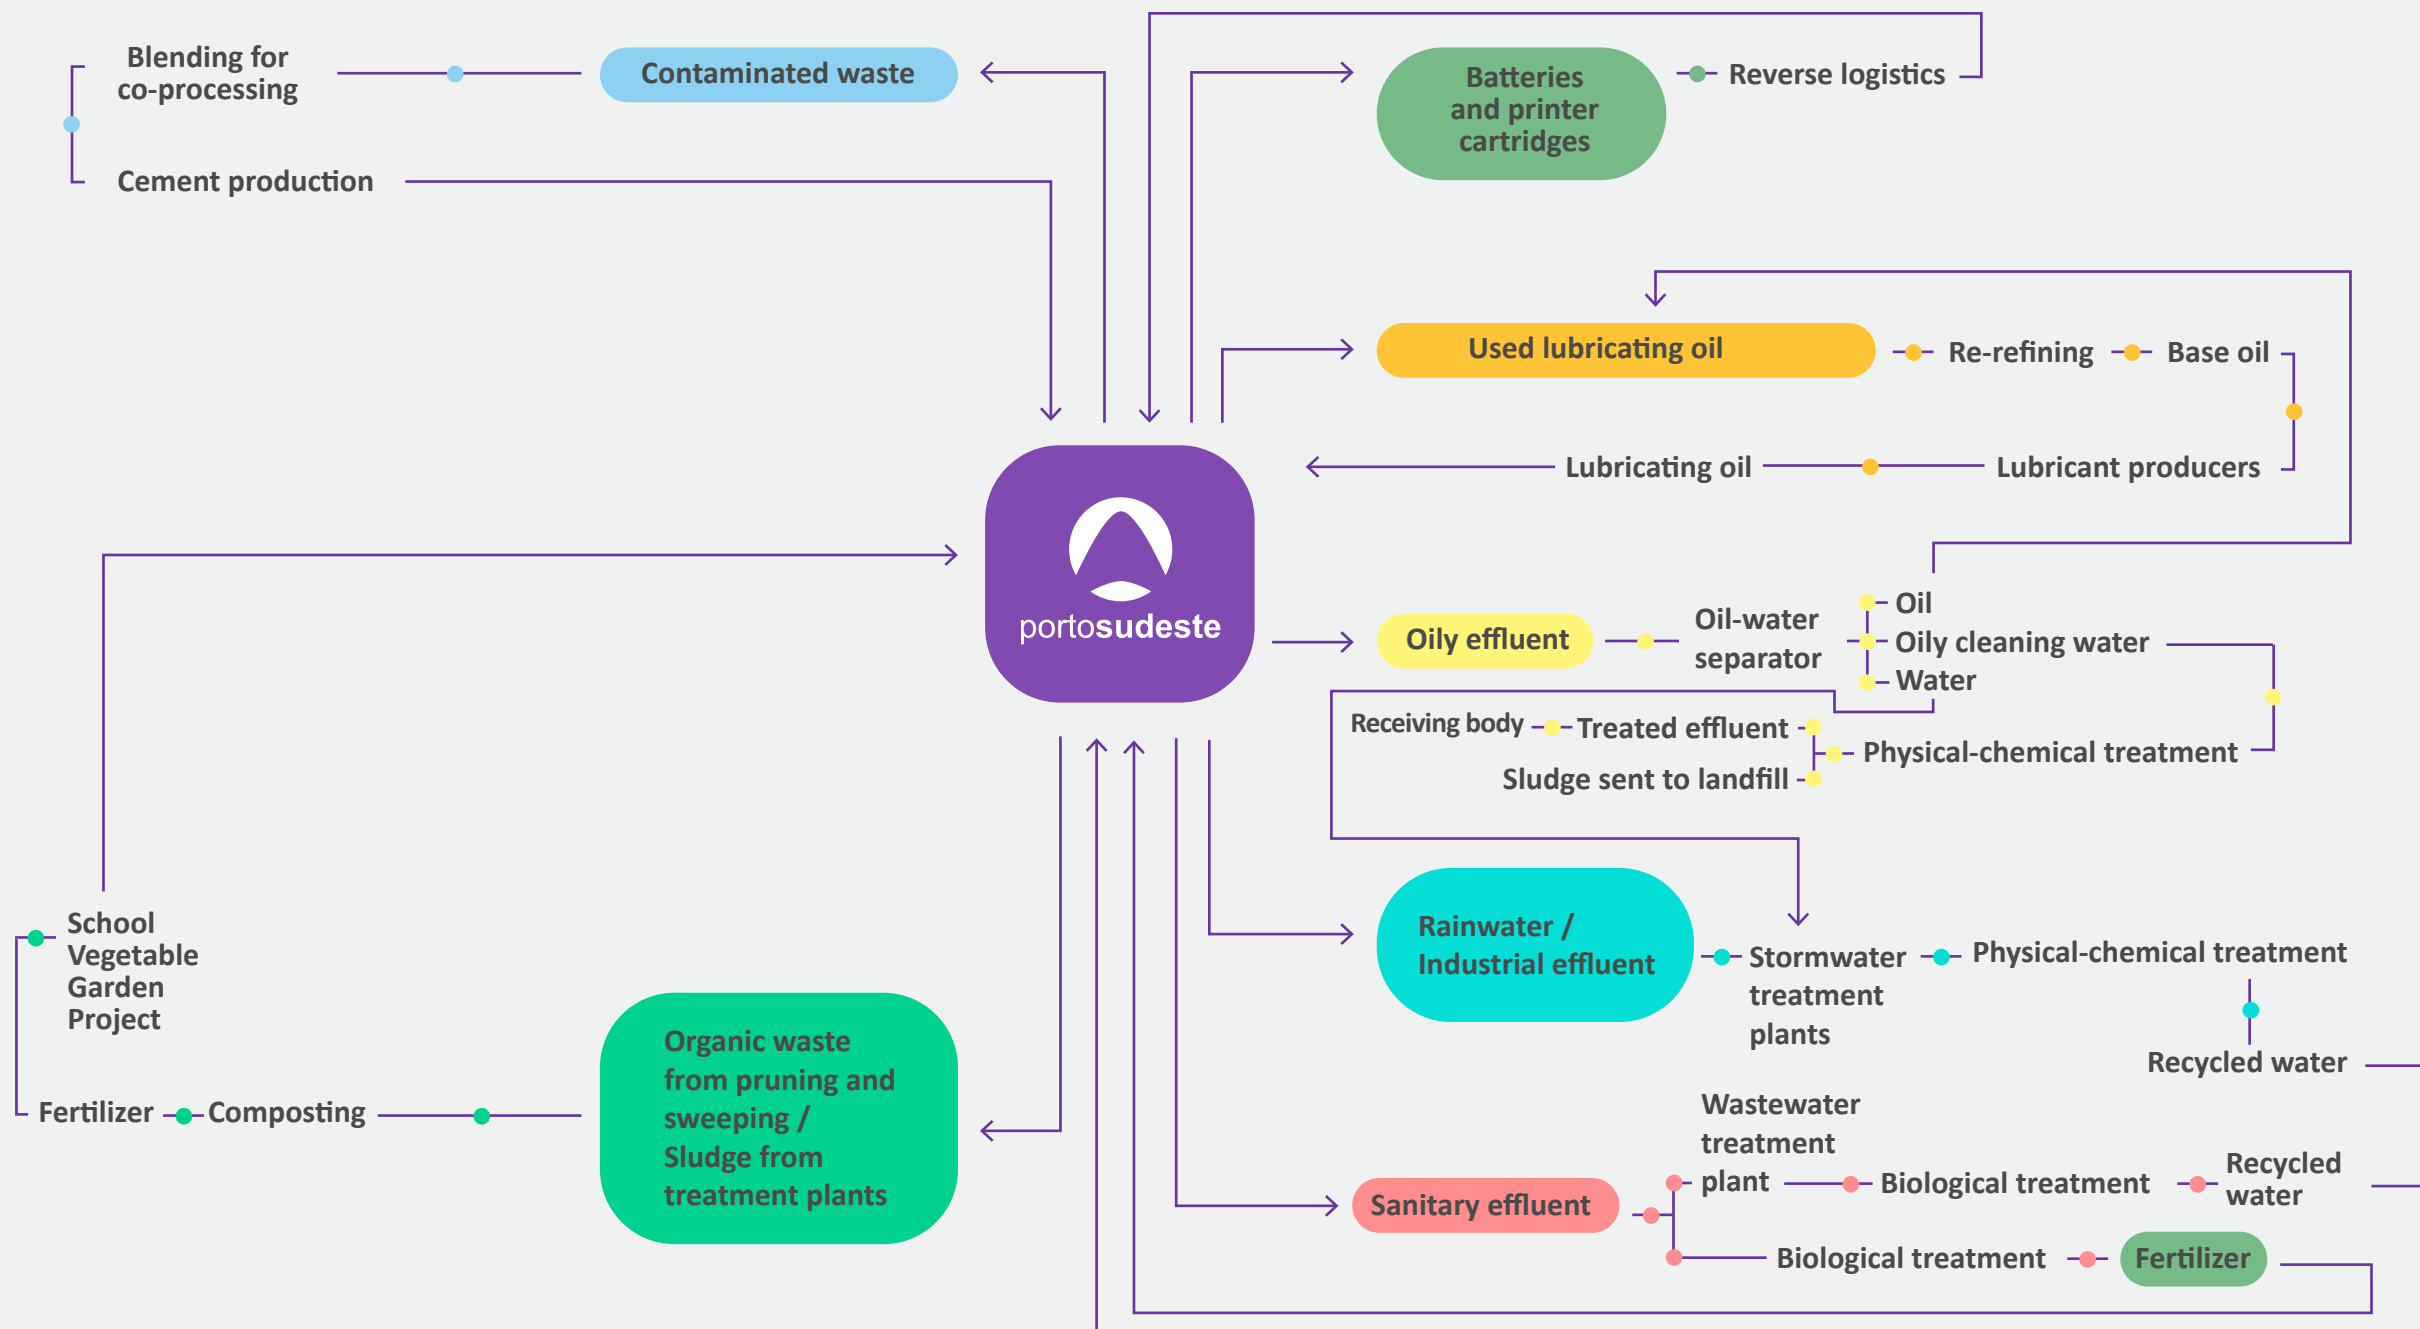 Blending for
co-processing
Contaminated waste
Cement production
Batteries
and printer
cartridges
Reverse logistics
Used lubricating oil
Re-refining
Base oil
Lubricating oil
Lubricant producers
portosudeste
Oily effluent
Oil-water
separator
Oil
Oily cleaning water
Water
Receiving body
Treated effluent
Sludge sent to landfill
Physical-chemical treatment
Rainwater /
Industrial effluent
Stormwater
treatment
plants
Physical-chemical treatment
Recycled water
School
Vegetable
Garden
Project
Fertilizer
Composting
Organic waste
from pruning and
sweeping /
Sludge from
treatment plants
Sanitary effluent
Wastewater
treatment
plant
Biological treatment
Recycled
water
Biological treatment
Fertilizer